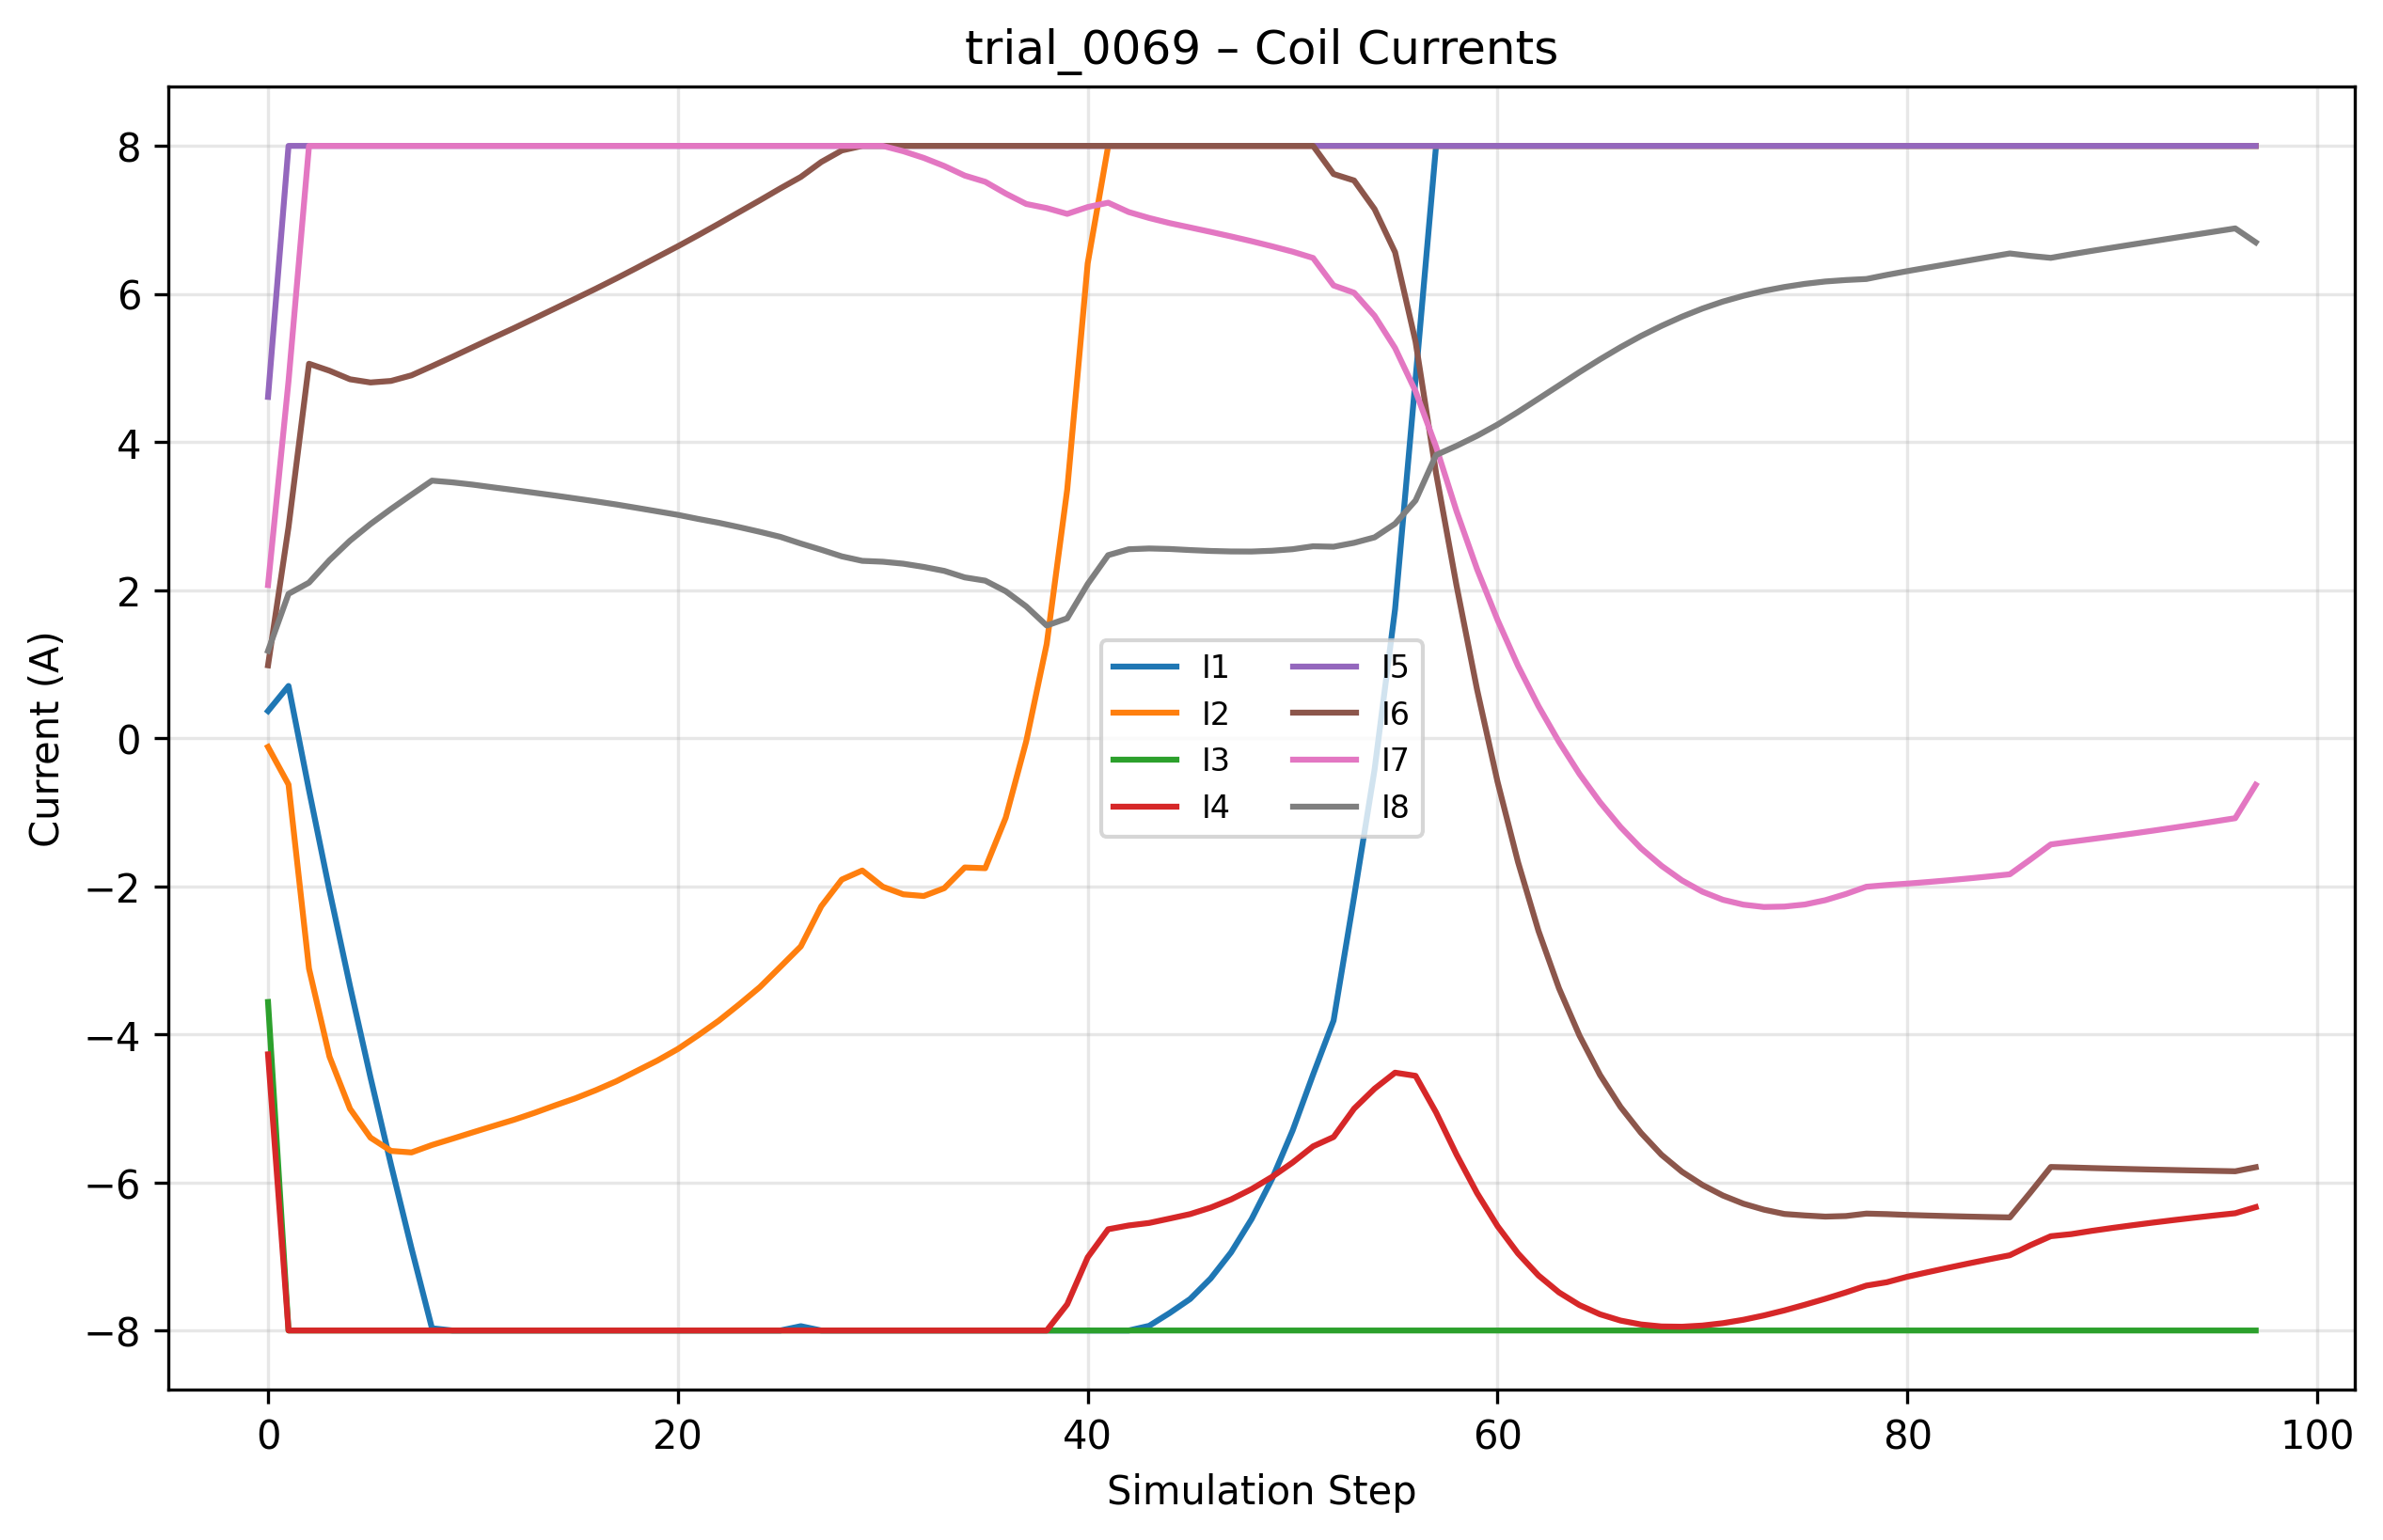 trial_0069 – Coil Currents
Current (A)
8
6
4
2
0
−2
−4
−6
−8
I1
I2
I3
I4
I5
I6
I7
I8
0
20
40
60
80
100
Simulation Step